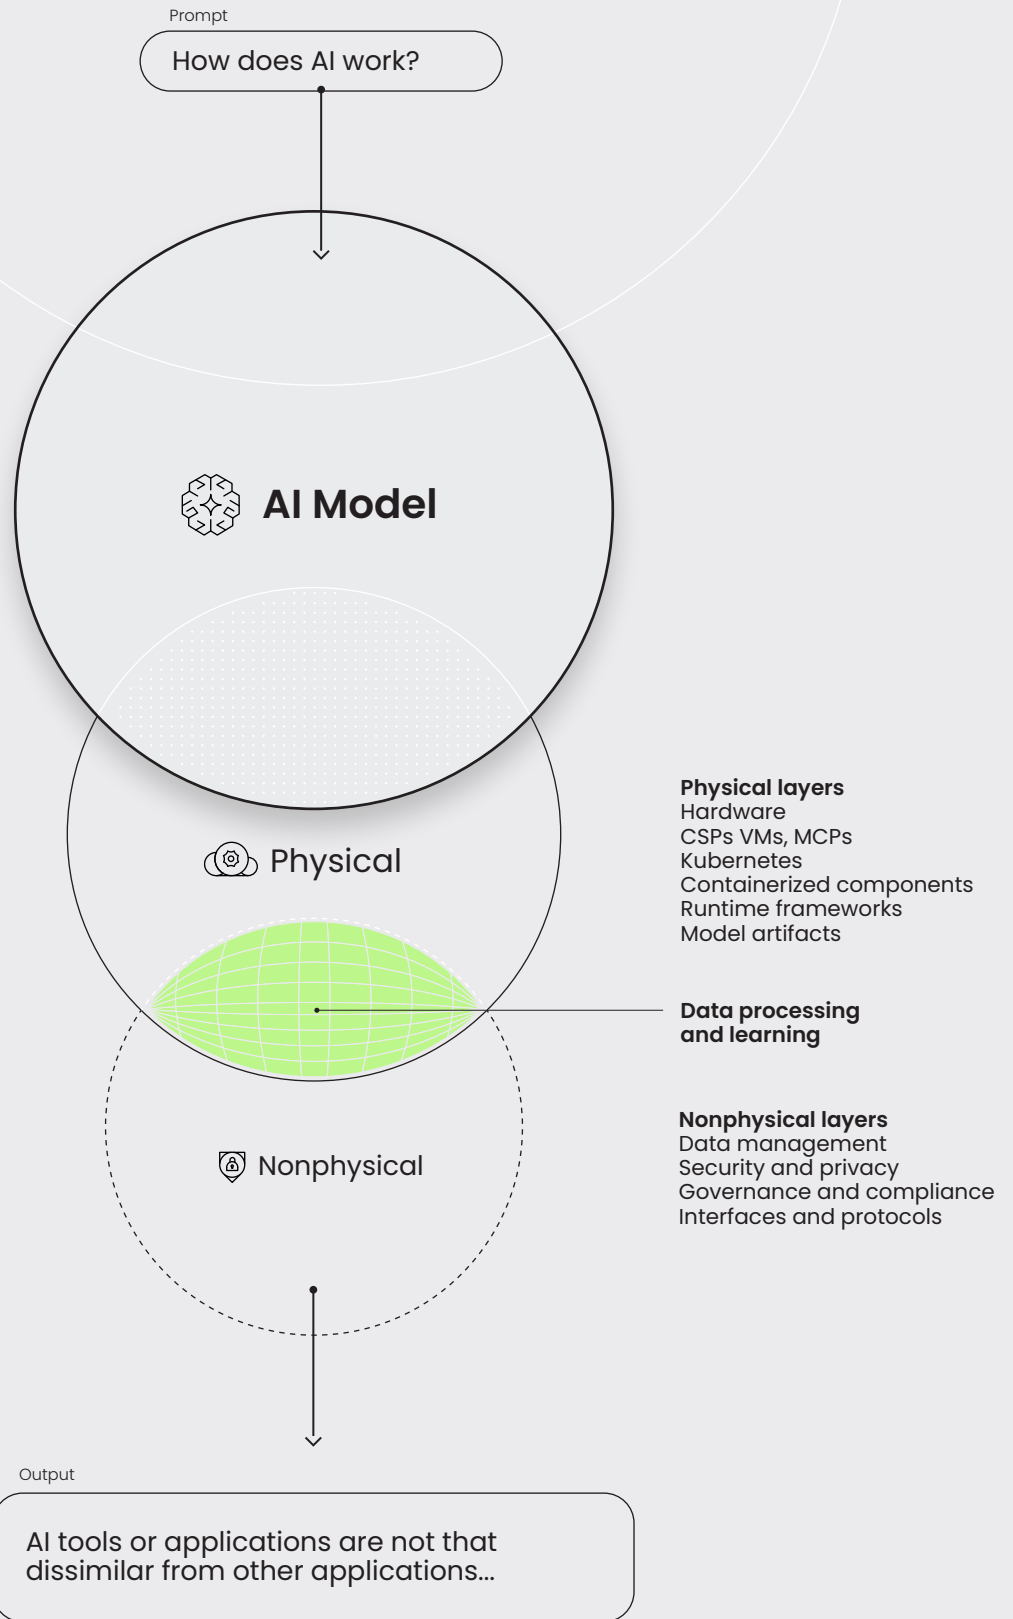 Prompt
How does AI work?
AI Model
Physical
Physical layers
Hardware
CSPs VMs, MCPs
Kubernetes
Containerized components
Runtime frameworks
Model artifacts
Data processing
and learning
Nonphysical
Nonphysical layers
Data management
Security and privacy
Governance and compliance
Interfaces and protocols
Output
AI tools or applications are not that
dissimilar from other applications...